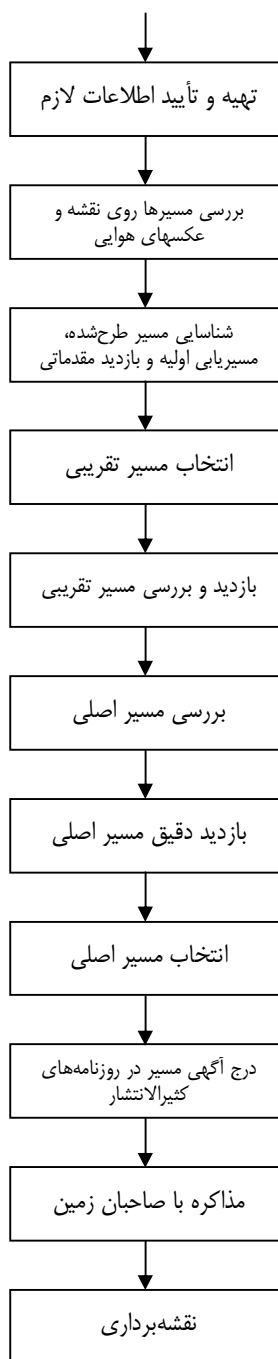 تهیه و تأیید اطلاعات لازم
بررسی مسیرها روی نقشه و
عکسهای هوایی
شناسایی مسیر طرح‌شده،
مسیریابی اولیه و بازدید مقدماتی
انتخاب مسیر تقریبی
بازدید و بررسی مسیر تقریبی
بررسی مسیر اصلی
بازدید دقیق مسیر اصلی
انتخاب مسیر اصلی
درج آگهی مسیر در روزنامه‌های
کثیرالانتشار
مذاکره با صاحبان زمین
نقشه‌برداری